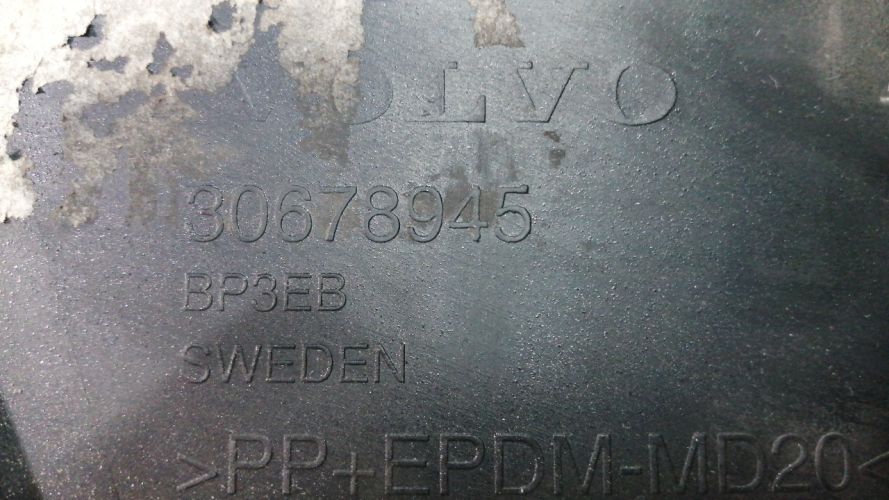 VOLVO
30678945
BP3EB
SWEDEN
>PP+EPDM-MD20<